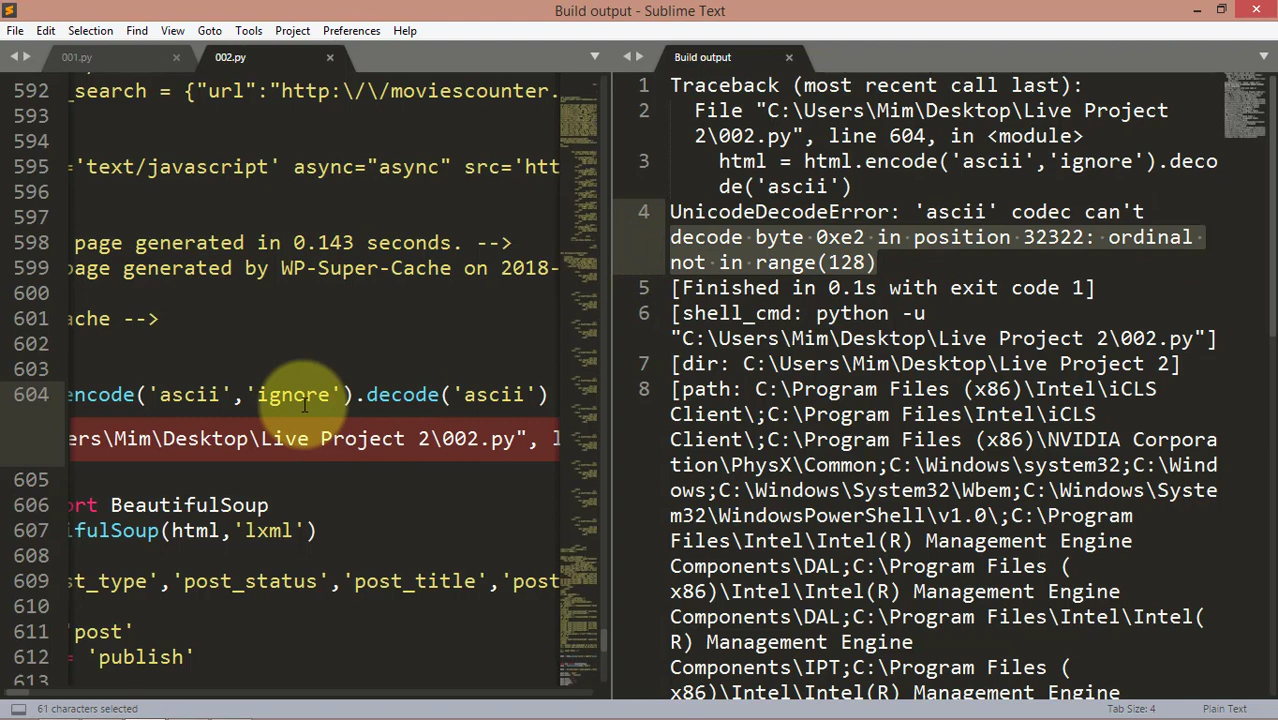 Build output - Sublime Text
File Edit Selection Find View Goto Tools Project Preferences Help
001.py 002.py
592 _search = {"url":"http:\/\/moviescounter.
593
594
595 ='text/javascript' async="async" src='htt
596
597
598 page generated in 0.143 seconds. -->
599 page generated by WP-Super-Cache on 2018-
600
601 ache -->
602
603
604 encode('ascii','ignore').decode('ascii')
ers\Mim\Desktop\Live Project 2\002.py", l
605
606 ort BeautifulSoup
607 ifulSoup(html,'lxml')
608
609 st_type','post_status','post_title','post
610
611 'post'
612 = 'publish'
613
Build output
1 Traceback (most recent call last):
2 File "C:\Users\Mim\Desktop\Live Project
2\002.py", line 604, in <module>
3 html = html.encode('ascii','ignore').deco
de('ascii')
4 UnicodeDecodeError: 'ascii' codec can't
decode byte 0xe2 in position 32322: ordinal
not in range(128)
5 [Finished in 0.1s with exit code 1]
6 [shell_cmd: python -u
"C:\Users\Mim\Desktop\Live Project 2\002.py"]
7 [dir: C:\Users\Mim\Desktop\Live Project 2]
8 [path: C:\Program Files (x86)\Intel\iCLS
Client\;C:\Program Files\Intel\iCLS
Client\;C:\Program Files (x86)\NVIDIA Corpora
tion\PhysX\Common;C:\Windows\system32;C:\Wind
ows;C:\Windows\System32\Wbem;C:\Windows\Syste
m32\WindowsPowerShell\v1.0\;C:\Program
Files\Intel\Intel(R) Management Engine
Components\DAL;C:\Program Files (
x86)\Intel\Intel(R) Management Engine
Components\DAL;C:\Program Files\Intel\Intel(
R) Management Engine
Components\IPT;C:\Program Files (
x86)\Intel\Intel(R) Management Engine
61 characters selected
Tab Size: 4 Plain Text